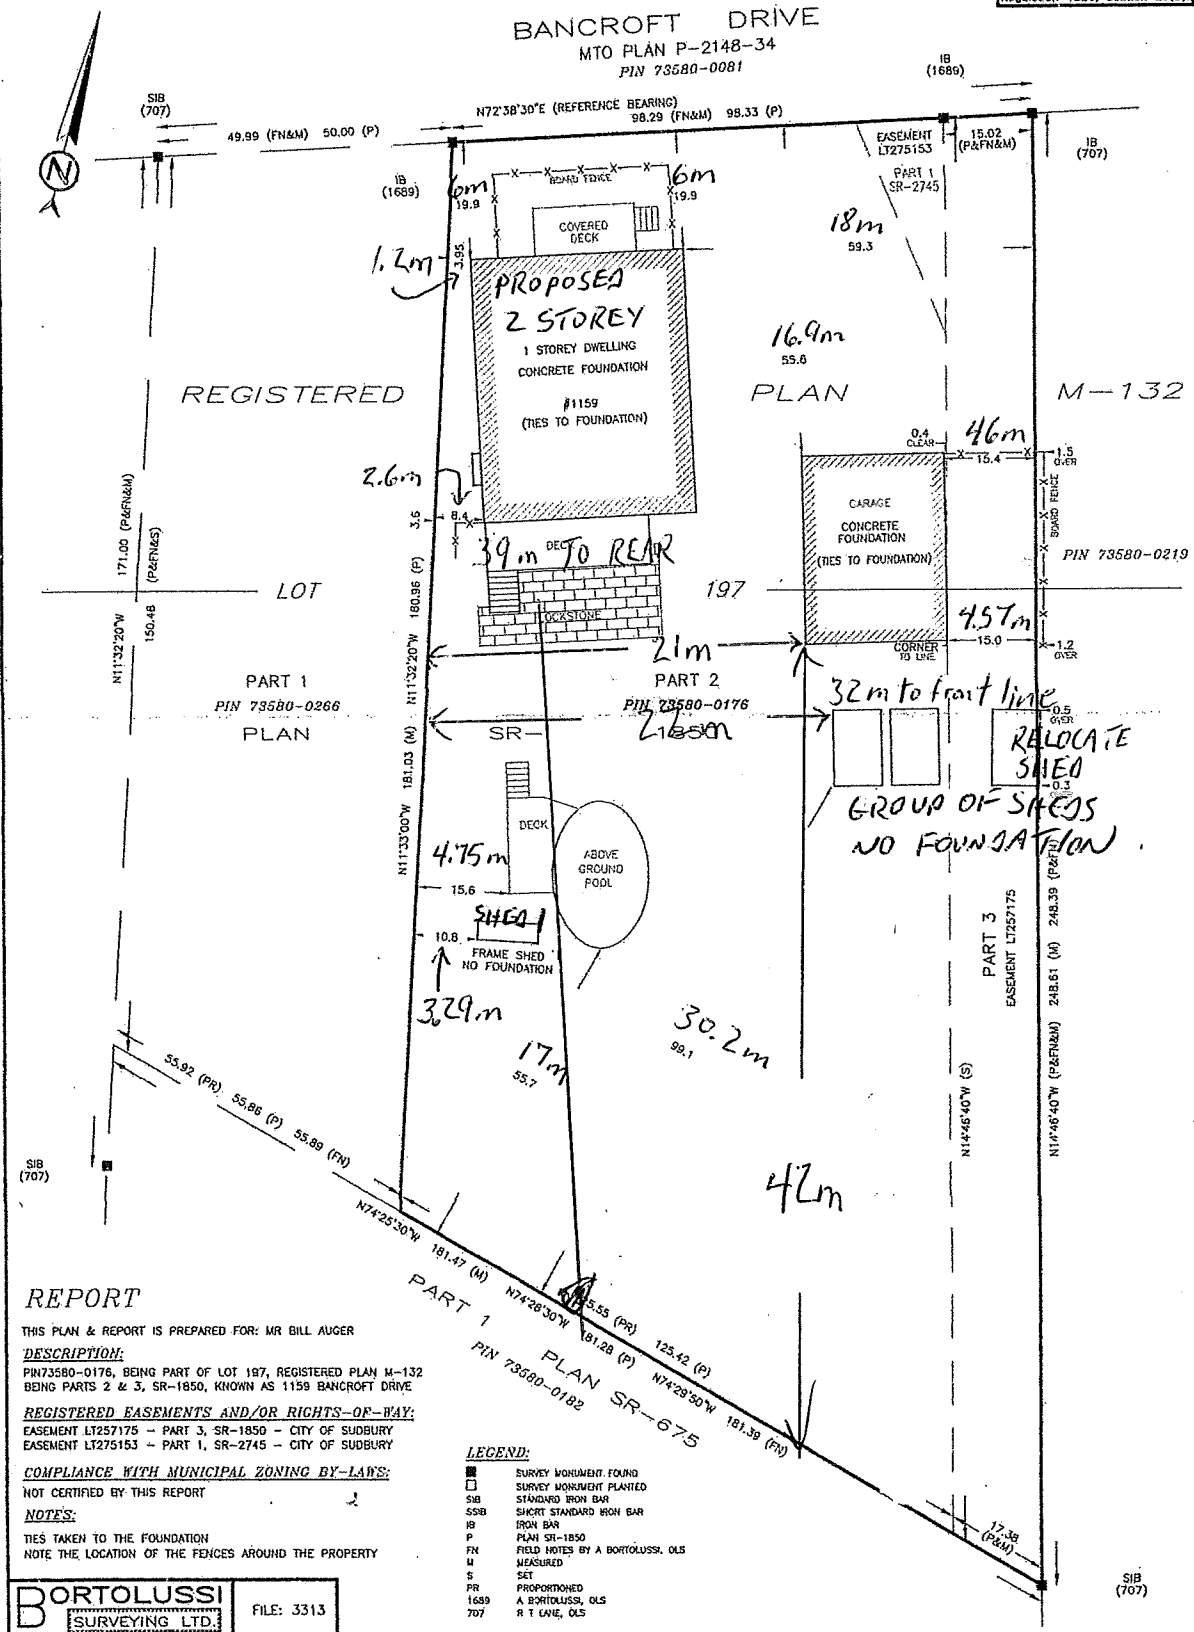 BANCROFT DRIVE
MTO PLAN P-2148-34
PIN 73580-0081
IB
(1689)
SIB
(707)
N72°38'30"E (REFERENCE BEARING)
98.29 (FN&M) 98.33 (P)
49.99 (FN&M) 50.00 (P)
EASEMENT
LT275153
15.02
(P&FN&M)
IB
(707)
IB
(1689)
PART 1
SR-2745
BOARD FENCE
6m
19.9
6m
19.9
COVERED
DECK
18m
59.3
1.2m
3.95
PROPOSED
2 STOREY
1 STOREY DWELLING
CONCRETE FOUNDATION
#1159
(TIES TO FOUNDATION)
16.9m
55.6
REGISTERED PLAN M-132
0.4
CLEAR
46m
15.4
1.5
OVER
2.6m
3.6
8.4
CARAGE
CONCRETE
FOUNDATION
(TIES TO FOUNDATION)
BOARD FENCE
PIN 73580-0219
171.00 (P&FN&M)
(P&FN&S)
N11°32'20"W 150.48
39m TO REAR
LOT 197
4.57m
15.0
CORNER
TO LINE
1.2
OVER
N11°32'20"W 180.96 (P)
21m
PART 1
PIN 73580-0266
PLAN SR-
PART 2
PIN 73580-0176
32m to front line
0.5
OVER
RELOCATE
SHED
0.3
GROUP OF SHEDS
NO FOUNDATION.
N11°33'00"W 181.03 (M)
DECK
ABOVE
GROUND
POOL
4.75m
15.6
SHED 1
10.8
FRAME SHED
NO FOUNDATION
3.29m
PART 3
EASEMENT LT257175
N14°46'40"W (P&FN&M) 248.61 (M) 248.39 (P&FN)
N14°46'40"W (S)
30.2m
99.1
17m
55.7
55.92 (PR) 55.86 (P) 55.89 (FN)
SIB
(707)
42m
N74°25'30"W 181.47 (M)
N74°28'30"W 181.28 (P)
125.42 (P)
N74°29'50"W 181.39 (FN)
PART 1 PLAN SR-675
PIN 73580-0182
17.38
(P&M)
SIB
(707)
REPORT
THIS PLAN & REPORT IS PREPARED FOR: MR BILL AUGER
DESCRIPTION:
PIN73580-0176, BEING PART OF LOT 197, REGISTERED PLAN M-132
BEING PARTS 2 & 3, SR-1850, KNOWN AS 1159 BANCROFT DRIVE
REGISTERED EASEMENTS AND/OR RIGHTS-OF-WAY:
EASEMENT LT257175 - PART 3, SR-1850 - CITY OF SUDBURY
EASEMENT LT275153 - PART 1, SR-2745 - CITY OF SUDBURY
COMPLIANCE WITH MUNICIPAL ZONING BY-LAWS:
NOT CERTIFIED BY THIS REPORT
NOTES:
TIES TAKEN TO THE FOUNDATION
NOTE THE LOCATION OF THE FENCES AROUND THE PROPERTY
LEGEND:
SURVEY MONUMENT FOUND
SURVEY MONUMENT PLANTED
SIB STANDARD IRON BAR
SSIB SHORT STANDARD IRON BAR
IB IRON BAR
P PLAN SR-1850
FN FIELD NOTES BY A BORTOLUSSI, OLS
M MEASURED
S SET
PR PROPORTIONED
1689 A BORTOLUSSI, OLS
707 R T LANE, OLS
BORTOLUSSI
SURVEYING LTD.
FILE: 3313